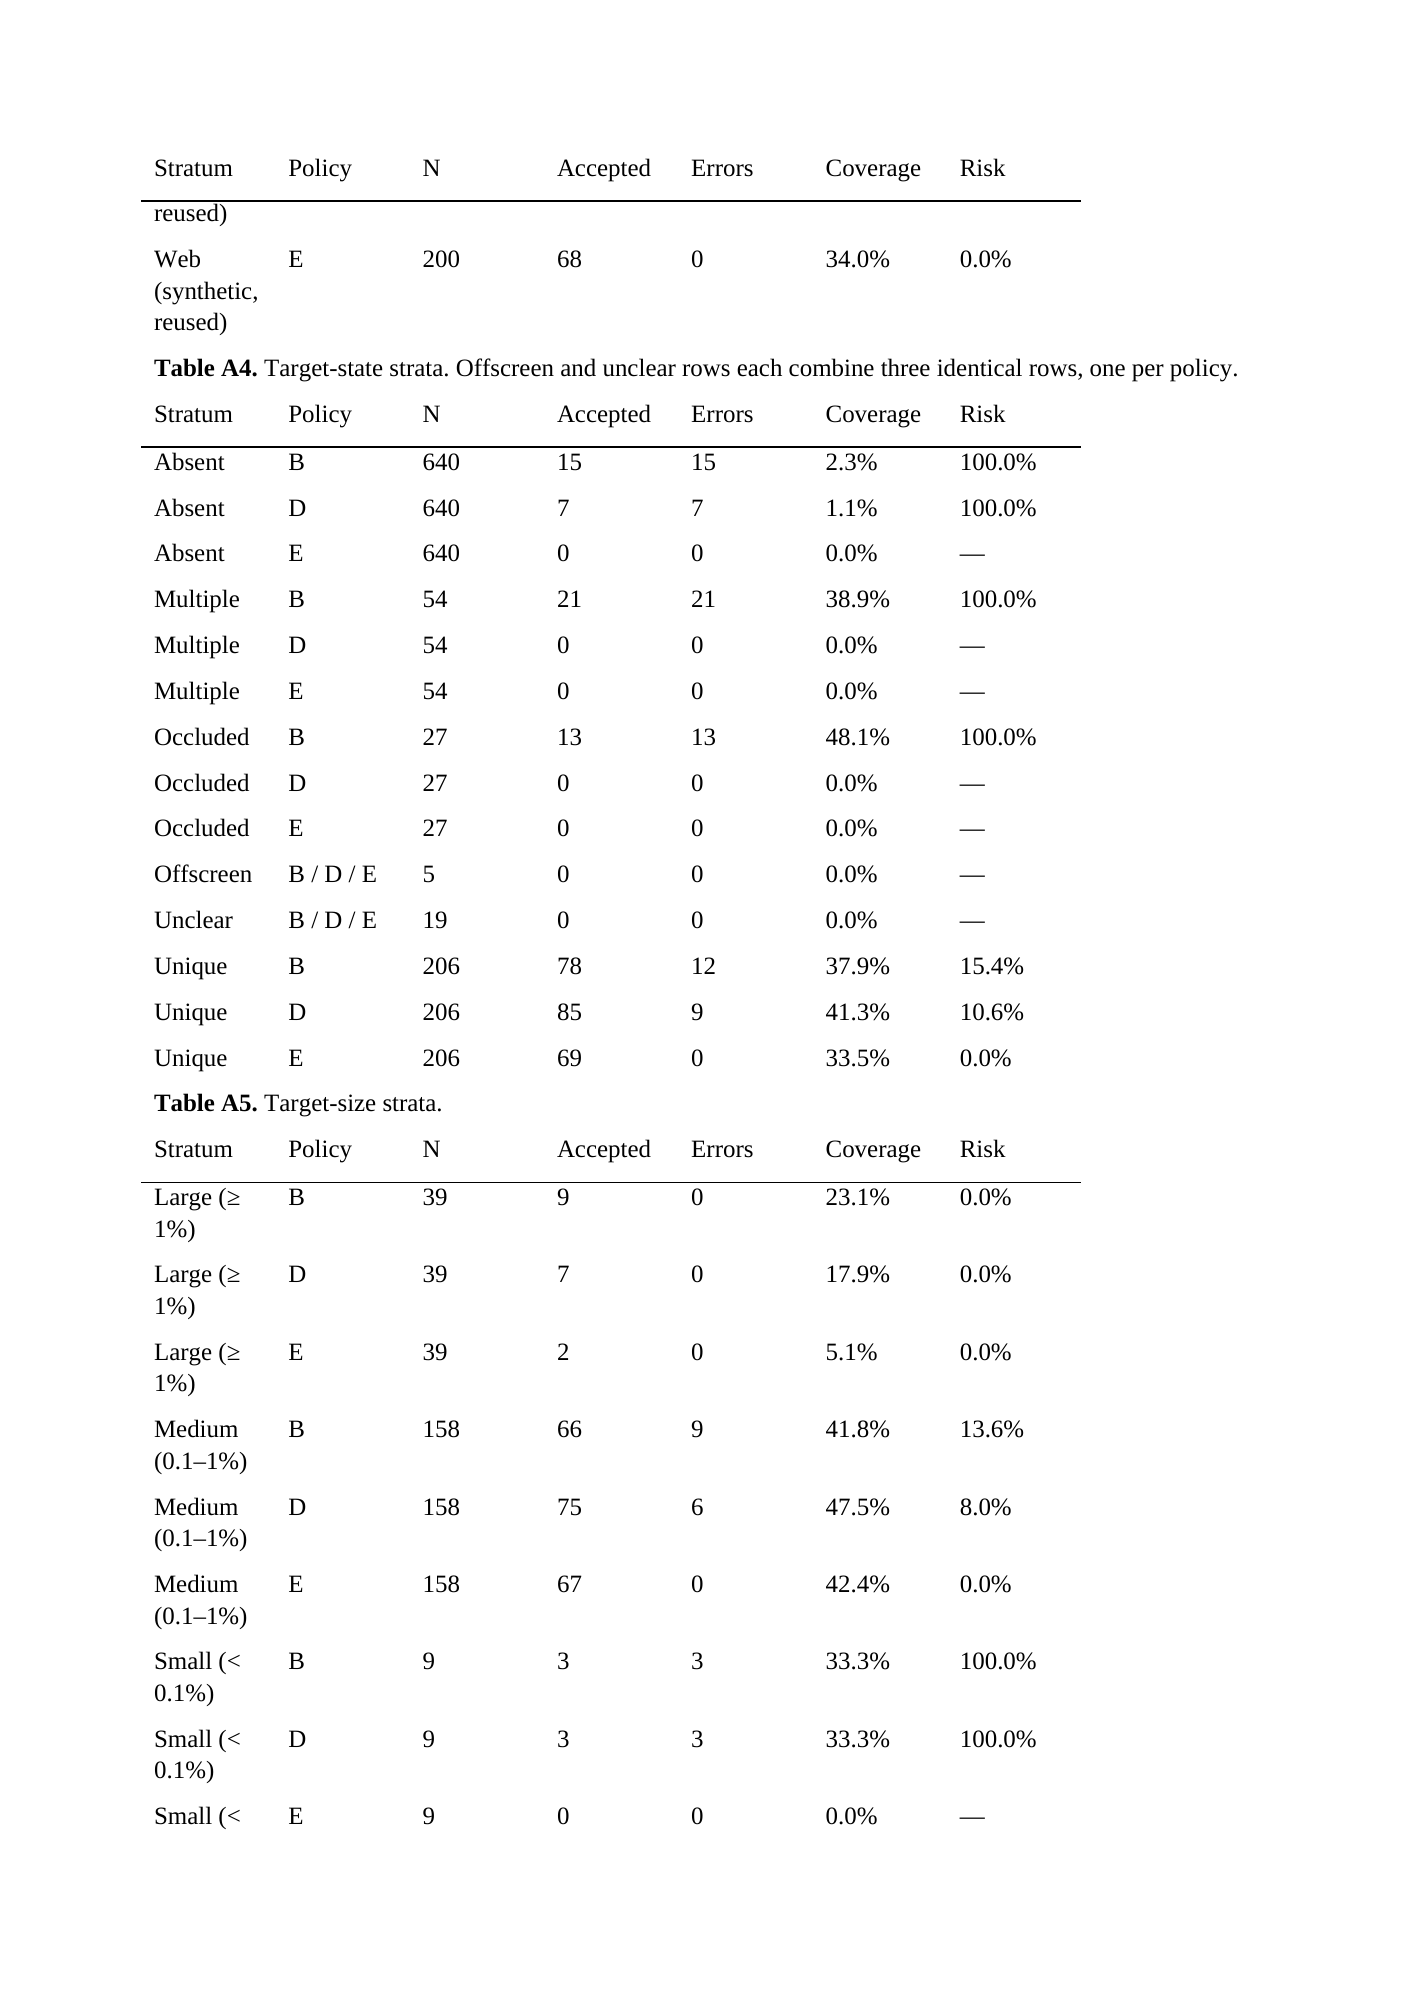 Stratum Policy N Accepted Errors Coverage Risk
reused)
Web E 200 68 0 34.0% 0.0%
(synthetic,
reused)
Table A4. Target-state strata. Offscreen and unclear rows each combine three identical rows, one per policy.
Stratum Policy N Accepted Errors Coverage Risk
Absent B 640 15 15 2.3% 100.0%
Absent D 640 7 7 1.1% 100.0%
Absent E 640 0 0 0.0% —
Multiple B 54 21 21 38.9% 100.0%
Multiple D 54 0 0 0.0% —
Multiple E 54 0 0 0.0% —
Occluded B 27 13 13 48.1% 100.0%
Occluded D 27 0 0 0.0% —
Occluded E 27 0 0 0.0% —
Offscreen B / D / E 5 0 0 0.0% —
Unclear B / D / E 19 0 0 0.0% —
Unique B 206 78 12 37.9% 15.4%
Unique D 206 85 9 41.3% 10.6%
Unique E 206 69 0 33.5% 0.0%
Table A5. Target-size strata.
Stratum Policy N Accepted Errors Coverage Risk
Large (≥ B 39 9 0 23.1% 0.0%
1%)
Large (≥ D 39 7 0 17.9% 0.0%
1%)
Large (≥ E 39 2 0 5.1% 0.0%
1%)
Medium B 158 66 9 41.8% 13.6%
(0.1–1%)
Medium D 158 75 6 47.5% 8.0%
(0.1–1%)
Medium E 158 67 0 42.4% 0.0%
(0.1–1%)
Small (< B 9 3 3 33.3% 100.0%
0.1%)
Small (< D 9 3 3 33.3% 100.0%
0.1%)
Small (< E 9 0 0 0.0% —